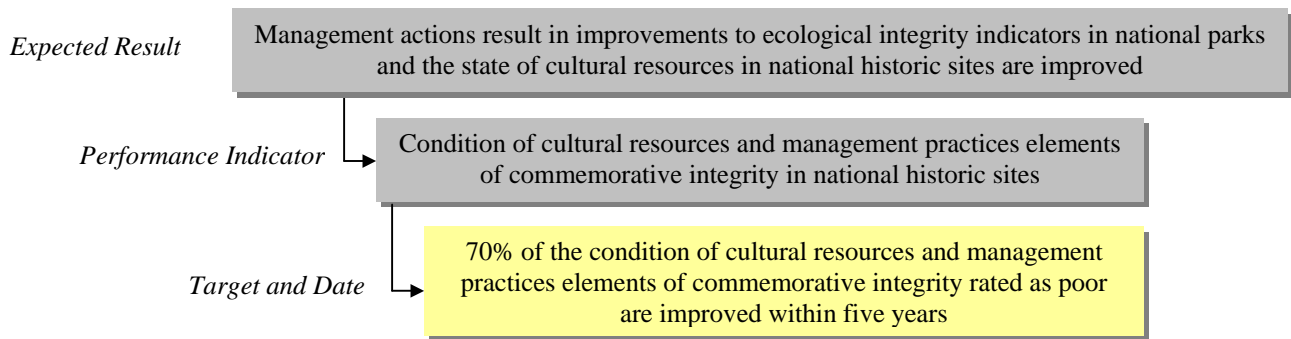 Expected Result
Management actions result in improvements to ecological integrity indicators in national parks
and the state of cultural resources in national historic sites are improved
Performance Indicator
Condition of cultural resources and management practices elements
of commemorative integrity in national historic sites
Target and Date
70% of the condition of cultural resources and management
practices elements of commemorative integrity rated as poor
are improved within five years